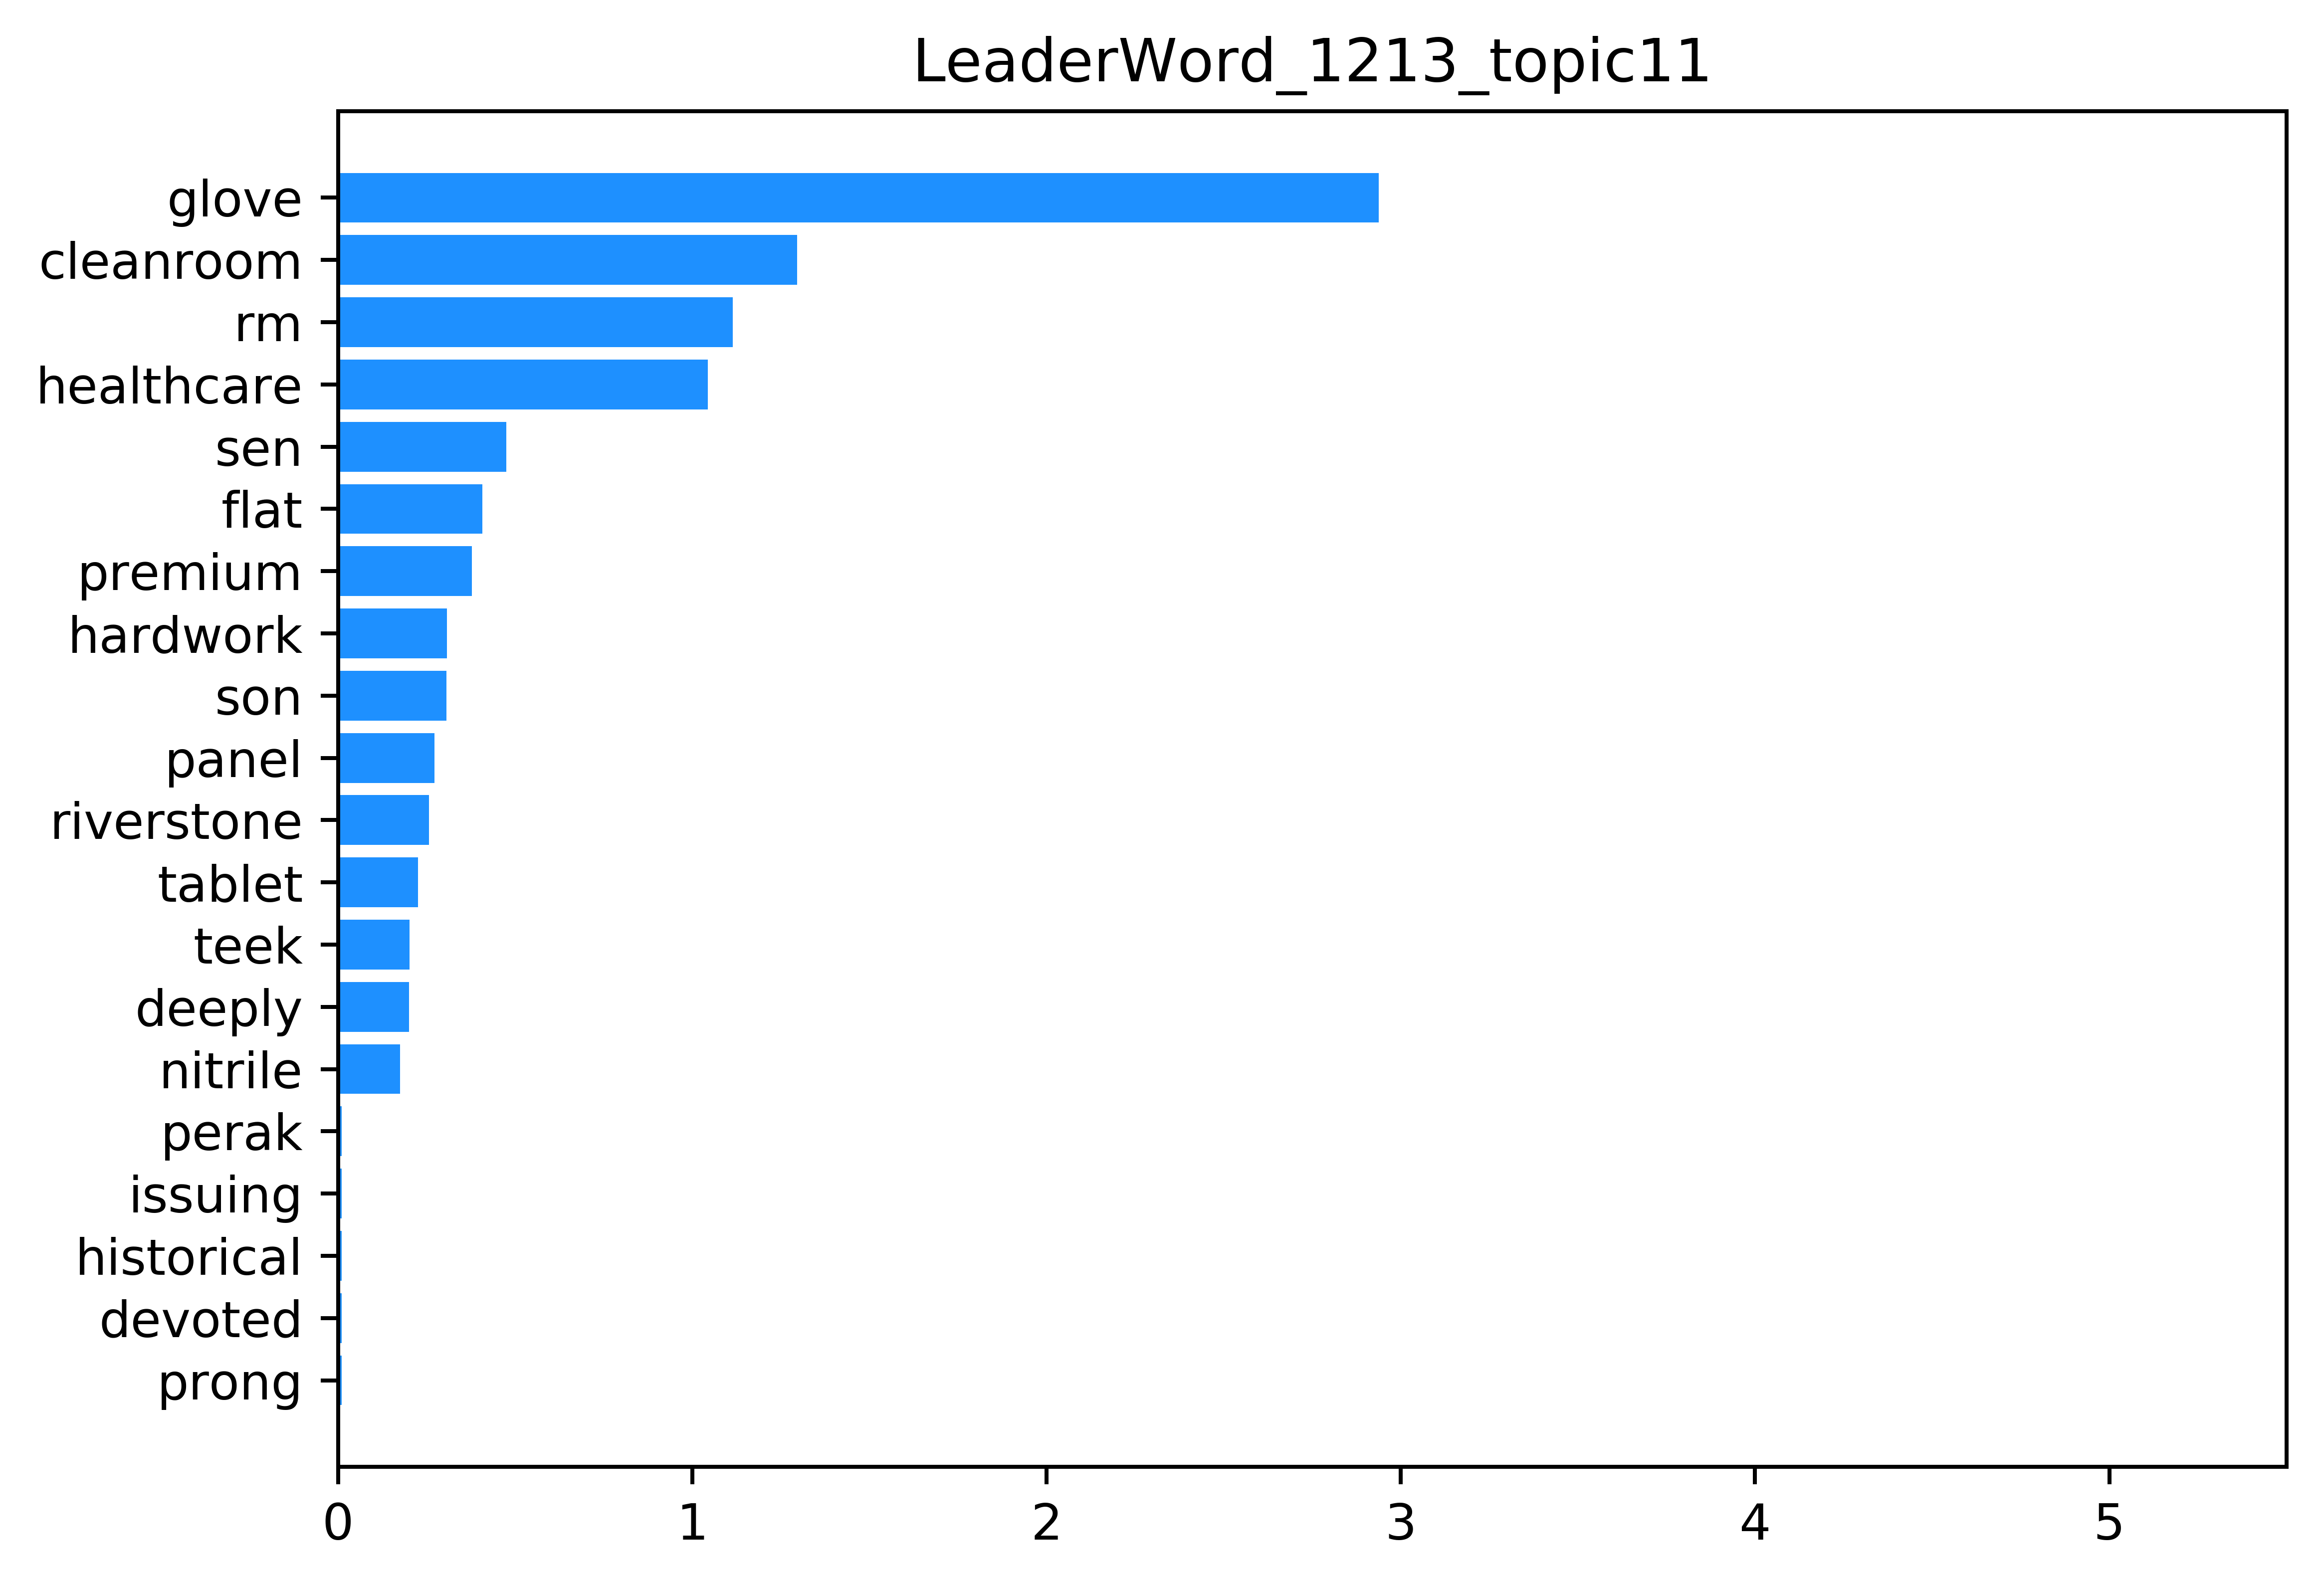 LeaderWord_1213_topic11
glove
cleanroom
rm
healthcare
sen
flat
premium
hardwork
son
panel
riverstone
tablet
teek
deeply
nitrile
perak
issuing
historical
devoted
prong
0 1 2 3 4 5